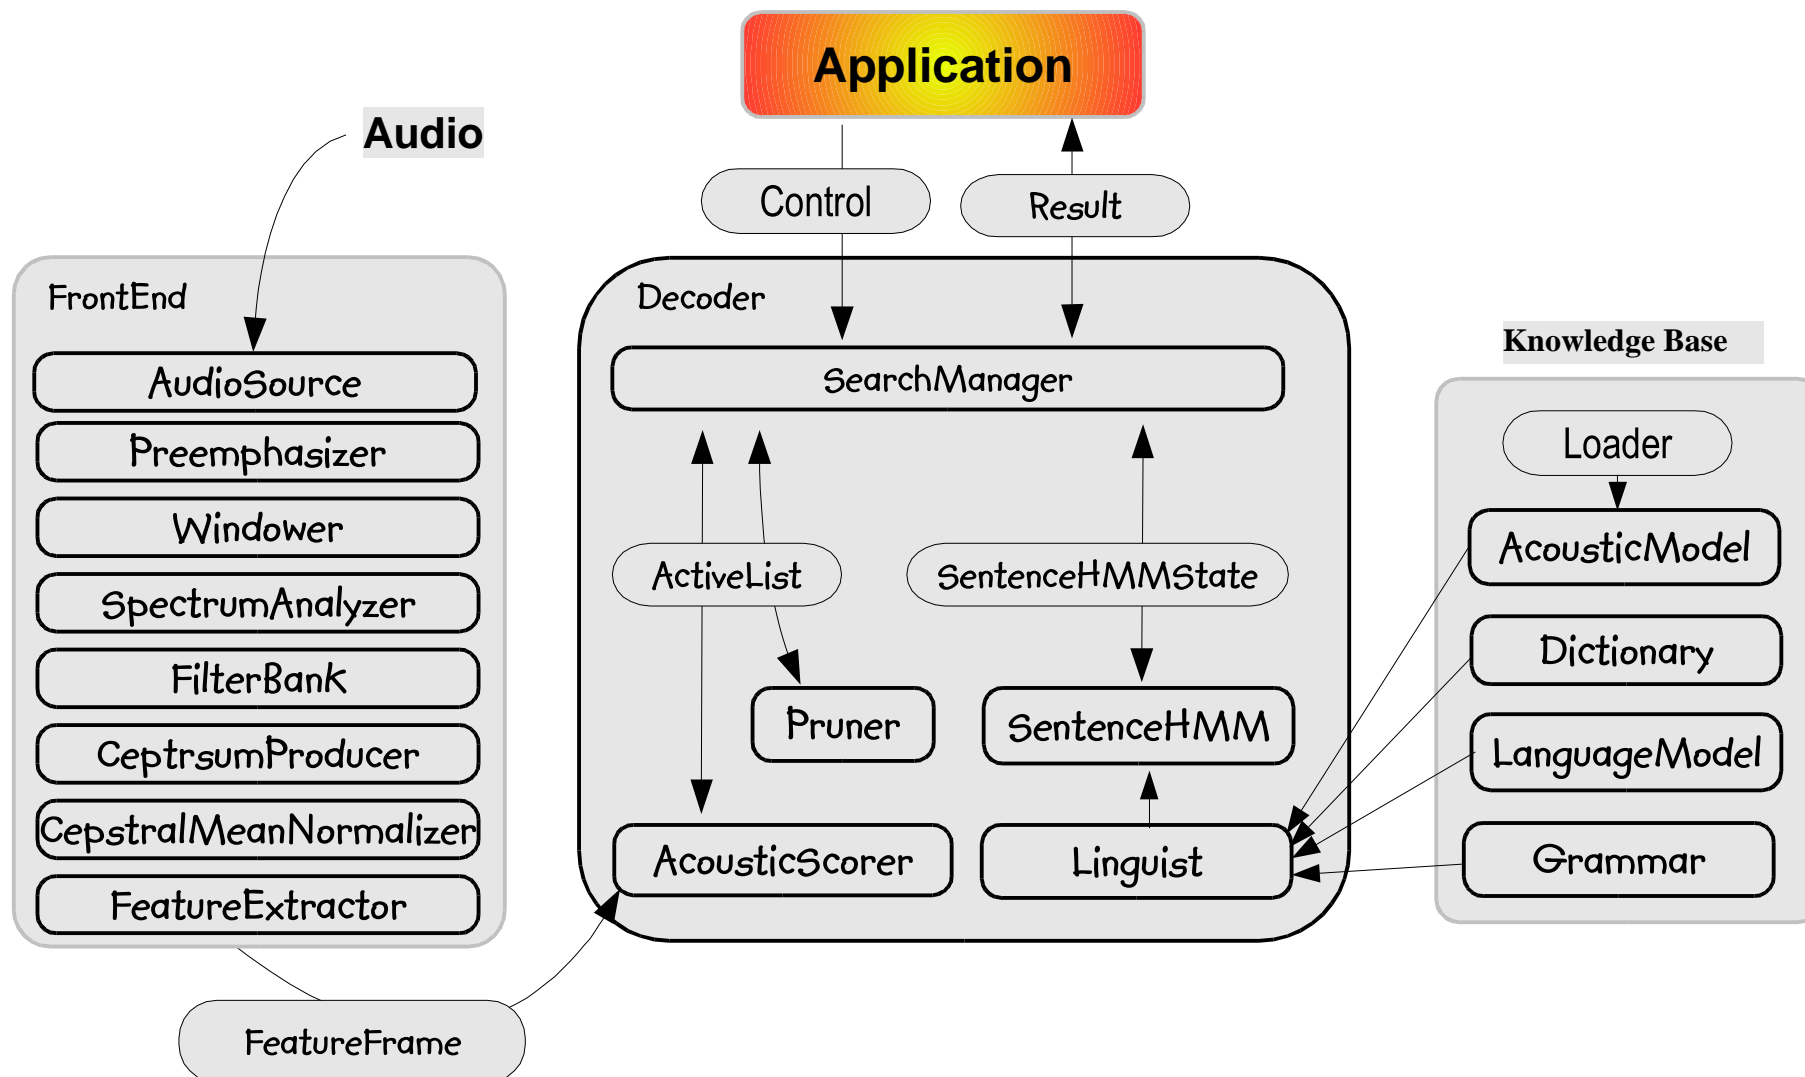 Application
Audio
Control
Result
FrontEnd
AudioSource
Preemphasizer
Windower
SpectrumAnalyzer
FilterBank
CeptrsumProducer
CepstralMeanNormalizer
FeatureExtractor
FeatureFrame
Decoder
SearchManager
ActiveList
SentenceHMMState
Pruner
SentenceHMM
AcousticScorer
Linguist
Knowledge Base
Loader
AcousticModel
Dictionary
LanguageModel
Grammar